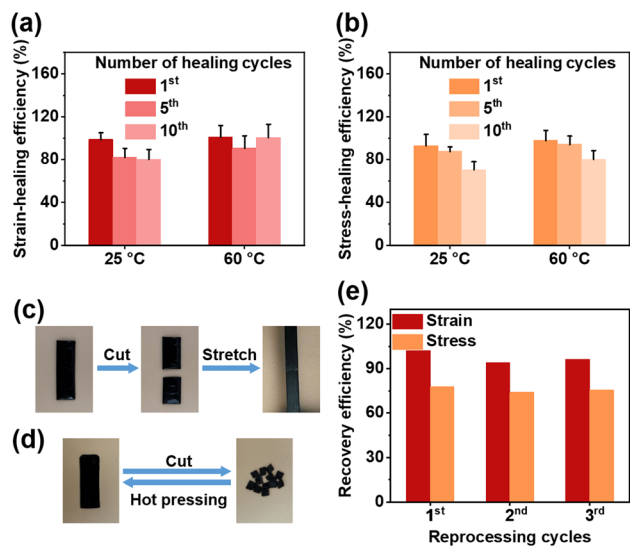 (a)
Strain-healing efficiency (%)
160
120
80
40
0
Number of healing cycles
1st
5th
10th
25 °C
60 °C
(b)
Stress-healing efficiency (%)
160
120
80
40
0
Number of healing cycles
1st
5th
10th
25 °C
60 °C
(c)
Cut
Stretch
(d)
Cut
Hot pressing
(e)
Recovery efficiency (%)
120
90
60
30
0
Strain
Stress
1st
2nd
3rd
Reprocessing cycles